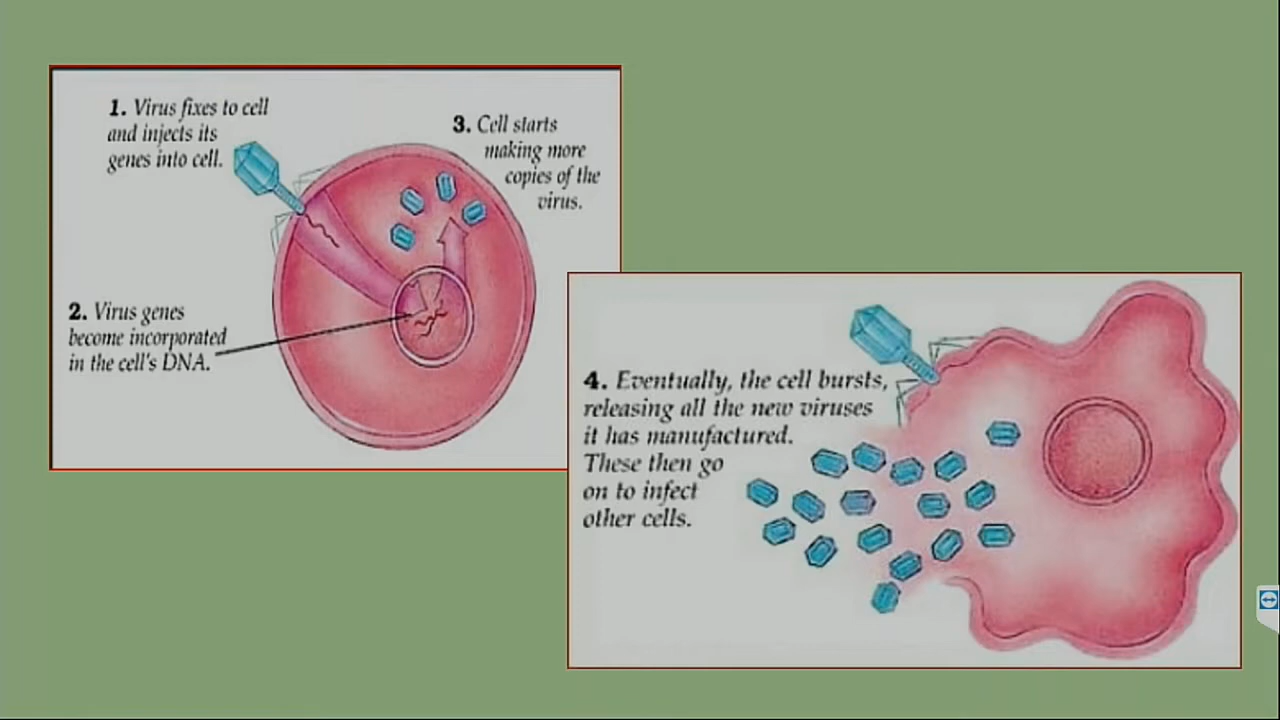 1. Virus fixes to cell
and injects its
genes into cell.
3. Cell starts
making more
copies of the
virus.
2. Virus genes
become incorporated
in the cell's DNA.
4. Eventually, the cell bursts,
releasing all the new viruses
it has manufactured.
These then go
on to infect
other cells.